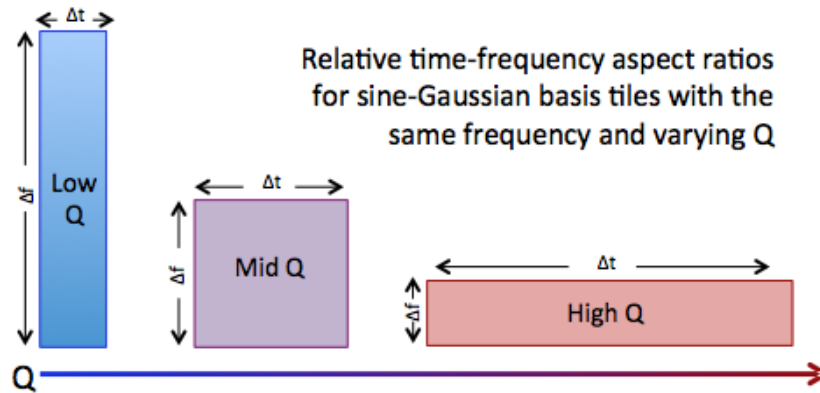 Δt
Relative time-frequency aspect ratios
for sine-Gaussian basis tiles with the
same frequency and varying Q
Δf
Low
Q
Δt
Δf
Mid Q
Δt
Δf
High Q
Q